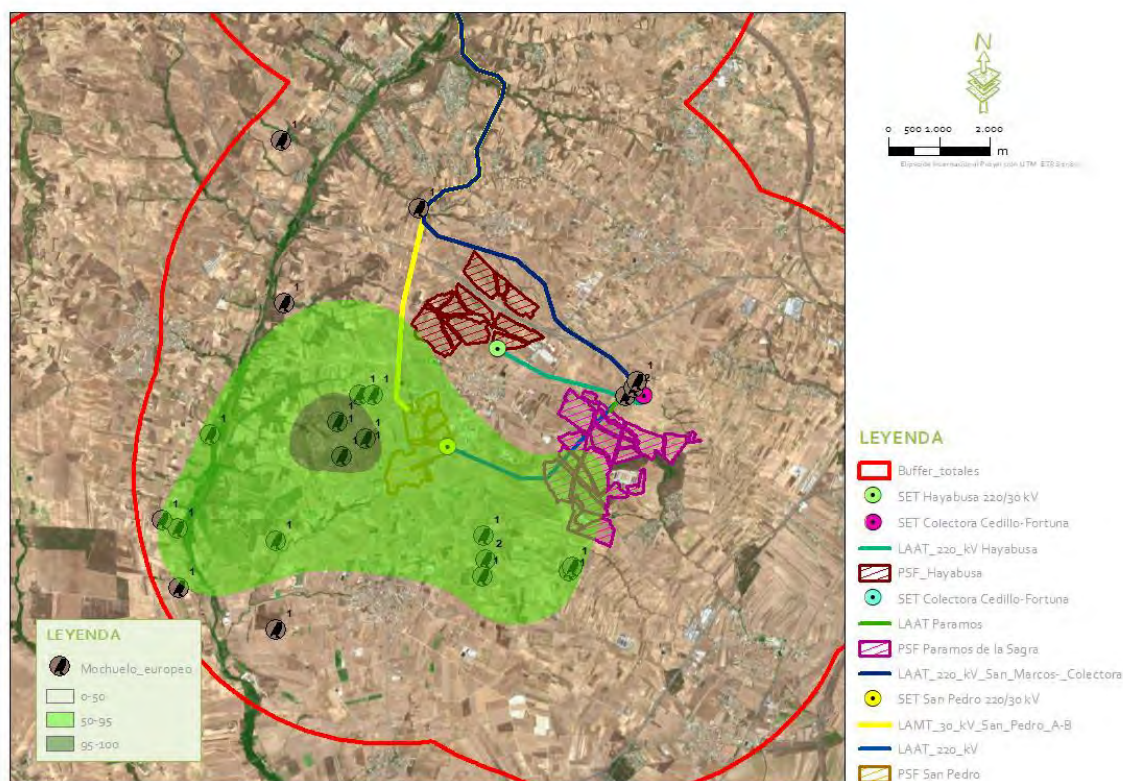 N
0 500 1.000 2.000
m
LEYENDA
Buffer_totales
SET Hayabusa 220/30 kV
SET Colectora Cedillo-Fortuna
LAAT_220_kV Hayabusa
PSF_Hayabusa
SET Colectora Cedillo-Fortuna
LAAT Paramos
PSF Paramos de la Sagra
LAAT_220_kV_San_Marcos-_Colectora
SET San Pedro 220/30 kV
LAMT_30_kV_San_Pedro_A-B
LAAT_220_kV
PSF San Pedro
LEYENDA
Mochuelo_europeo
0-50
50-95
95-100
1
1
1
1
1
1
1
1
1
1
1
1
1
1
2
1
1
1
1
2